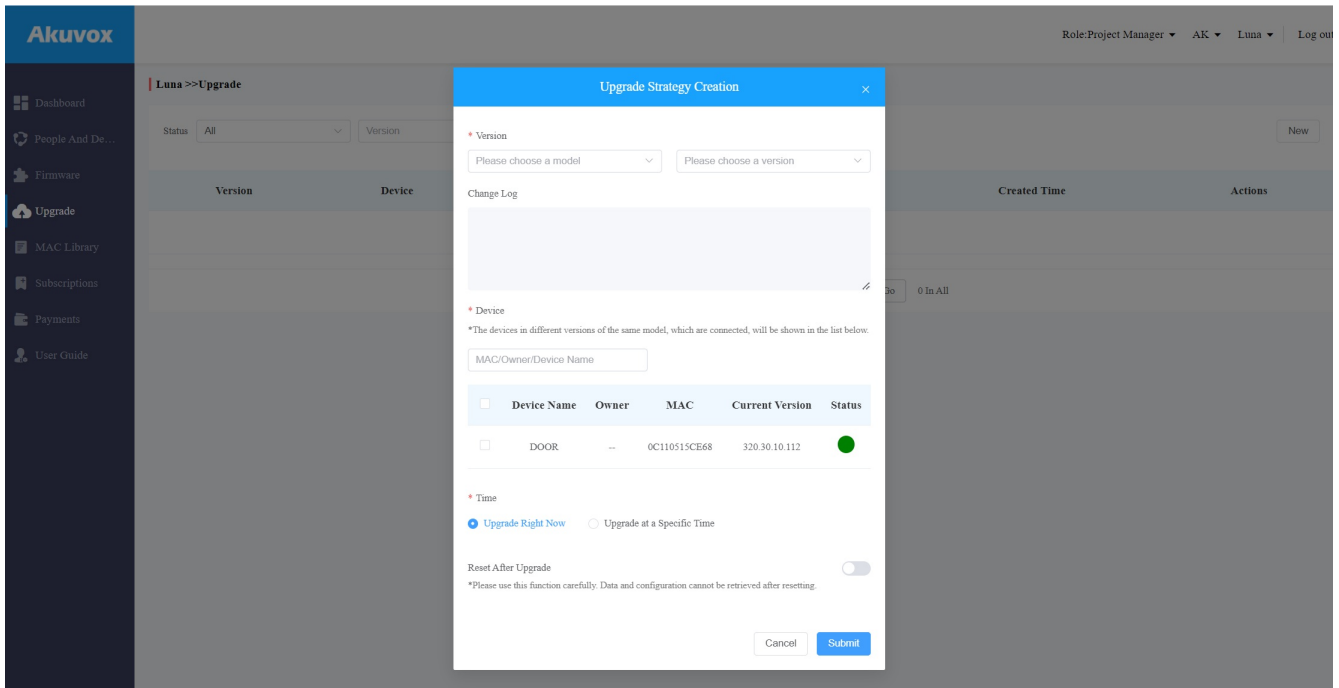 Akuvox
Role:Project Manager AK Luna Log out
Dashboard
People And De...
Firmware
Upgrade
MAC Library
Subscriptions
Payments
User Guide
Luna >>Upgrade
Status All Version New
Version Device Created Time Actions
Go 0 In All
Upgrade Strategy Creation ×
* Version
Please choose a model Please choose a version
Change Log
* Device
*The devices in different versions of the same model, which are connected, will be shown in the list below.
MAC/Owner/Device Name
Device Name Owner MAC Current Version Status
DOOR -- 0C110515CE68 320.30.10.112
* Time
Upgrade Right Now Upgrade at a Specific Time
Reset After Upgrade
*Please use this function carefully. Data and configuration cannot be retrieved after resetting.
Cancel Submit